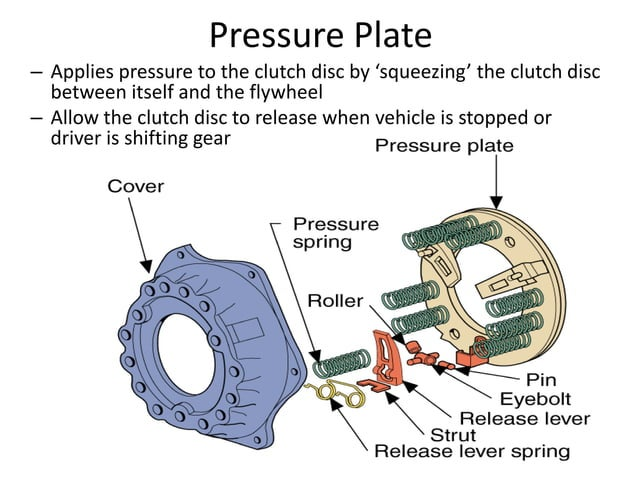 Pressure Plate
– Applies pressure to the clutch disc by ‘squeezing’ the clutch disc
between itself and the flywheel
– Allow the clutch disc to release when vehicle is stopped or
driver is shifting gear
Pressure plate
Cover
Pressure
spring
Roller
Pin
Eyebolt
Release lever
Strut
Release lever spring